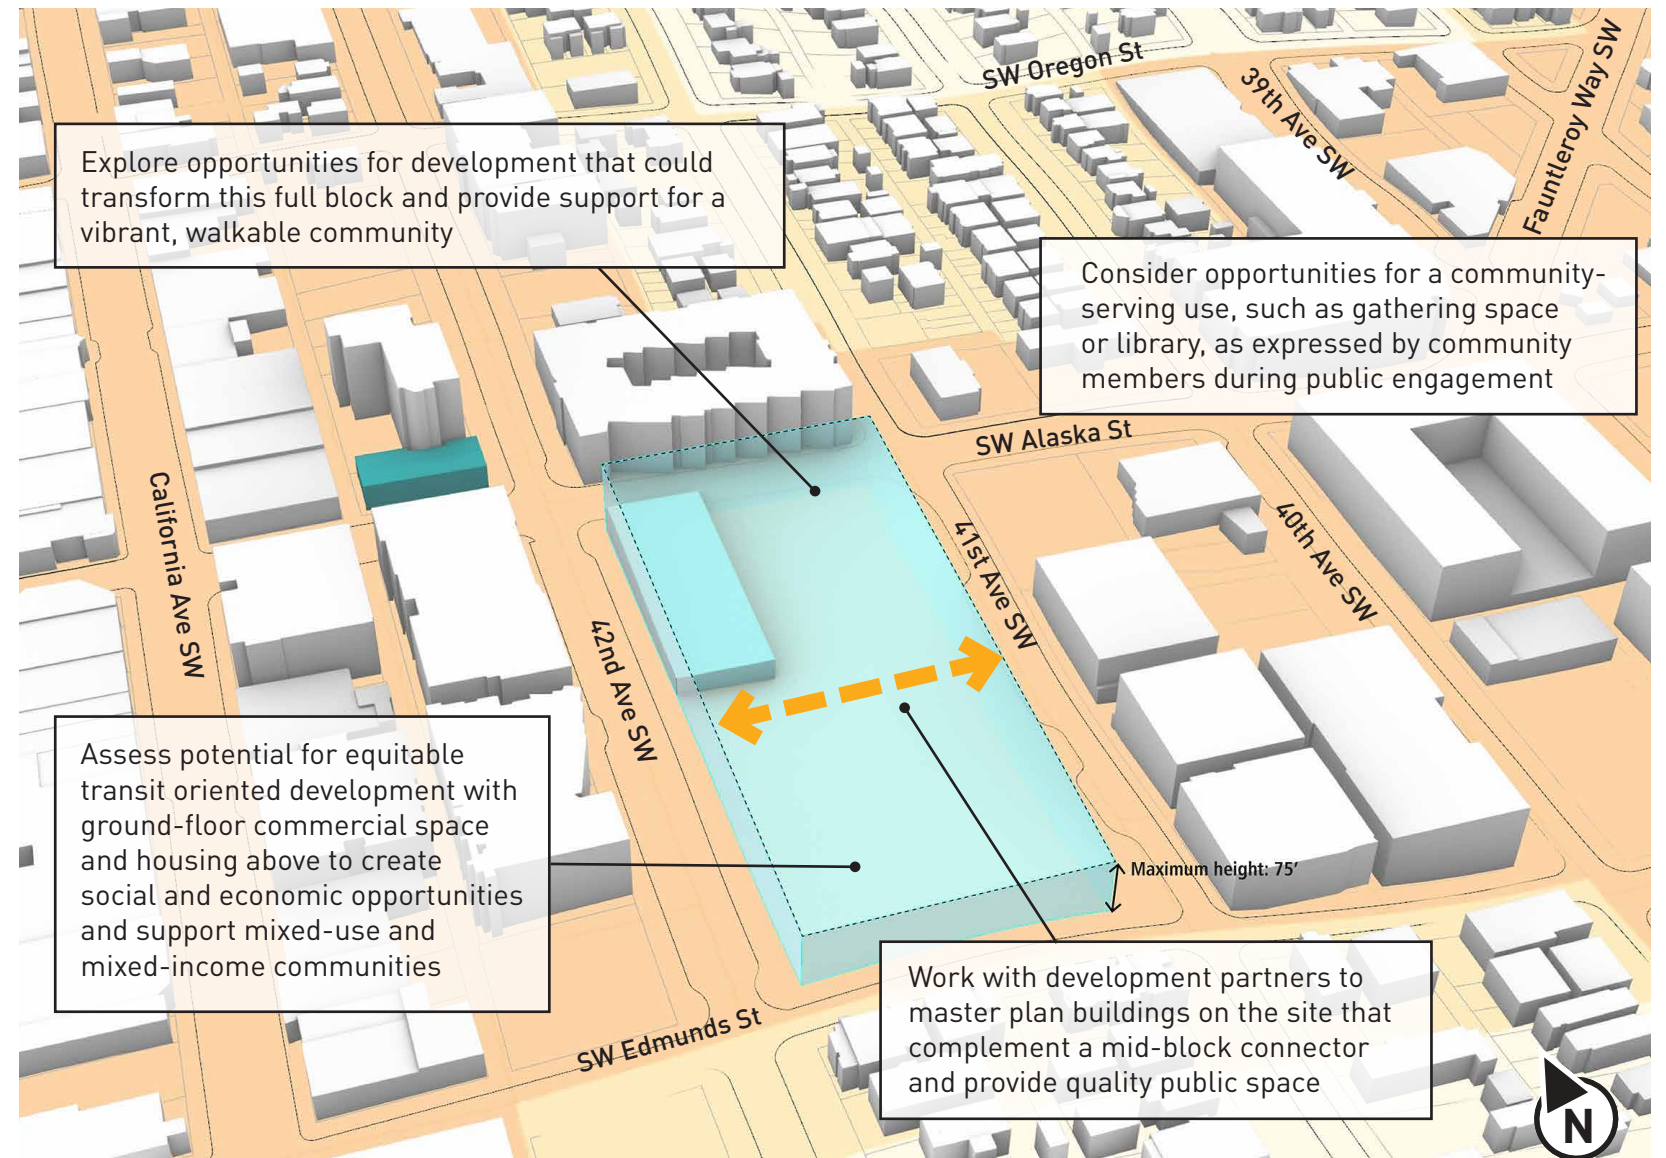 SW Oregon St
39th Ave SW
Fauntleroy Way SW
Explore opportunities for development that could
transform this full block and provide support for a
vibrant, walkable community
Consider opportunities for a community-
serving use, such as gathering space
or library, as expressed by community
members during public engagement
SW Alaska St
California Ave SW
41st Ave SW
40th Ave SW
42nd Ave SW
Assess potential for equitable
transit oriented development with
ground-floor commercial space
and housing above to create
social and economic opportunities
and support mixed-use and
mixed-income communities
Maximum height: 75’
Work with development partners to
master plan buildings on the site that
complement a mid-block connector
and provide quality public space
SW Edmunds St
N